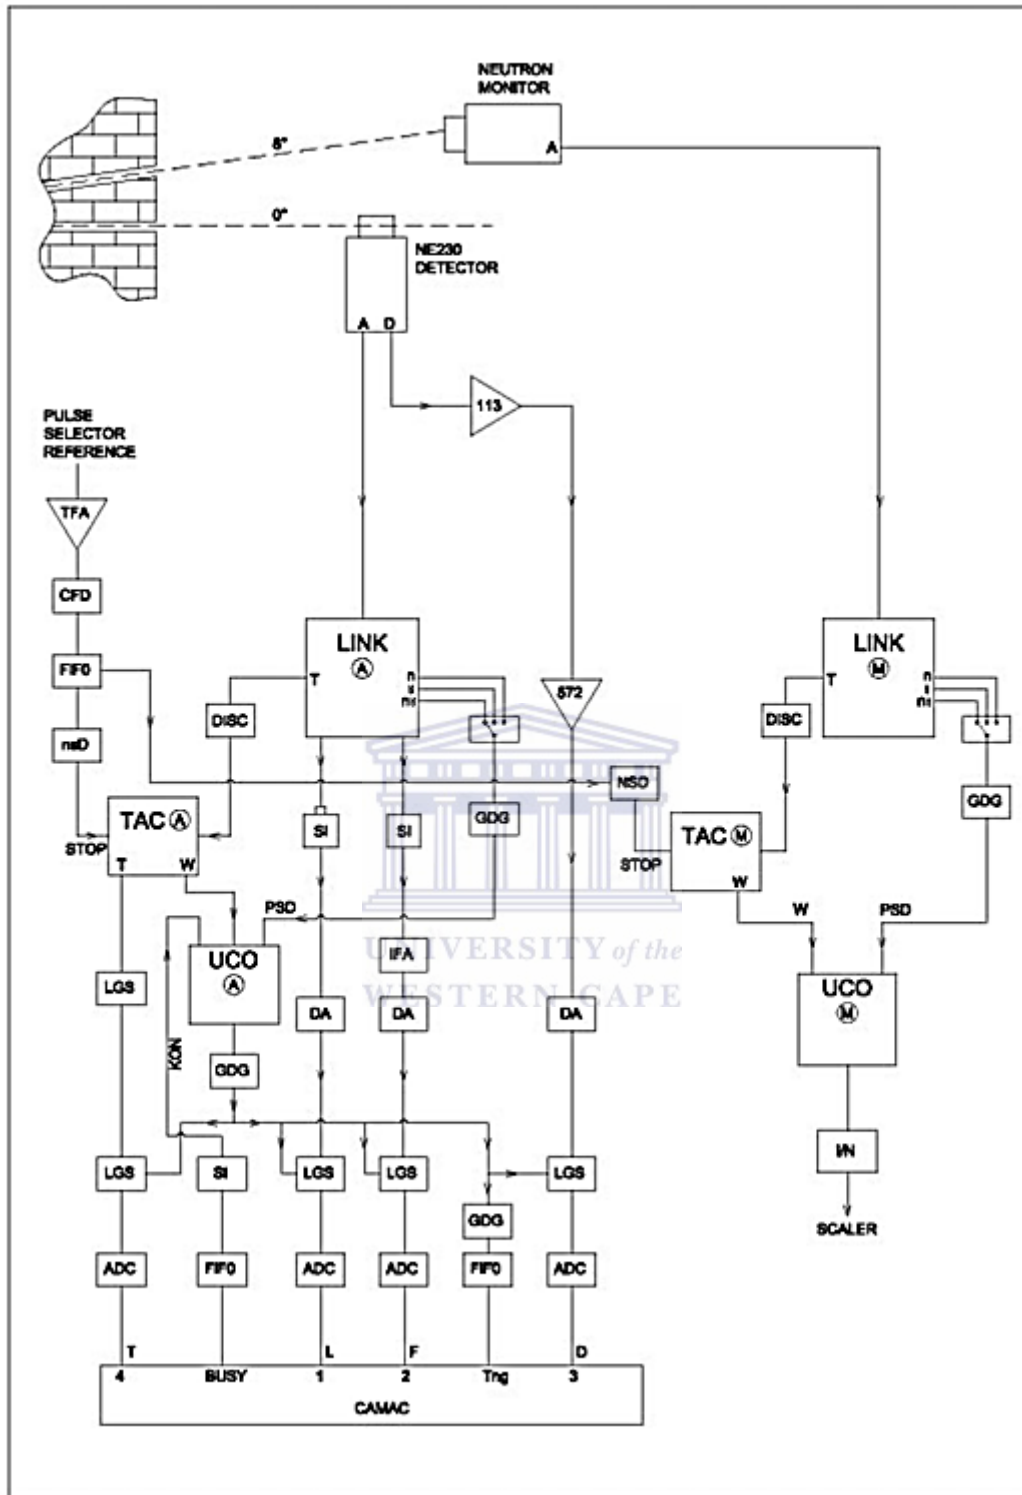 NEUTRON
MONITOR
8°
A
0°
NE230
DETECTOR
A D
113
PULSE
SELECTOR
REFERENCE
TFA
CFD
FIFO
nsD
LINK
A
T
n
s
ns
DISC
572
LINK
M
T
n
s
ns
DISC
NSD
GDG
GDG
TAC A
STOP
T W
SI
SI
TAC M
STOP
W
PSD
W
PSD
UCO
A
IFA
UNIVERSITY of the
WESTERN CAPE
LGS
DA
DA
DA
UCO
M
KON
GDG
I/N
LGS
SI
LGS
LGS
LGS
GDG
SCALER
ADC
FIFO
ADC
ADC
FIFO
ADC
T
L
F
D
4
BUSY
1
2
Tng
3
CAMAC